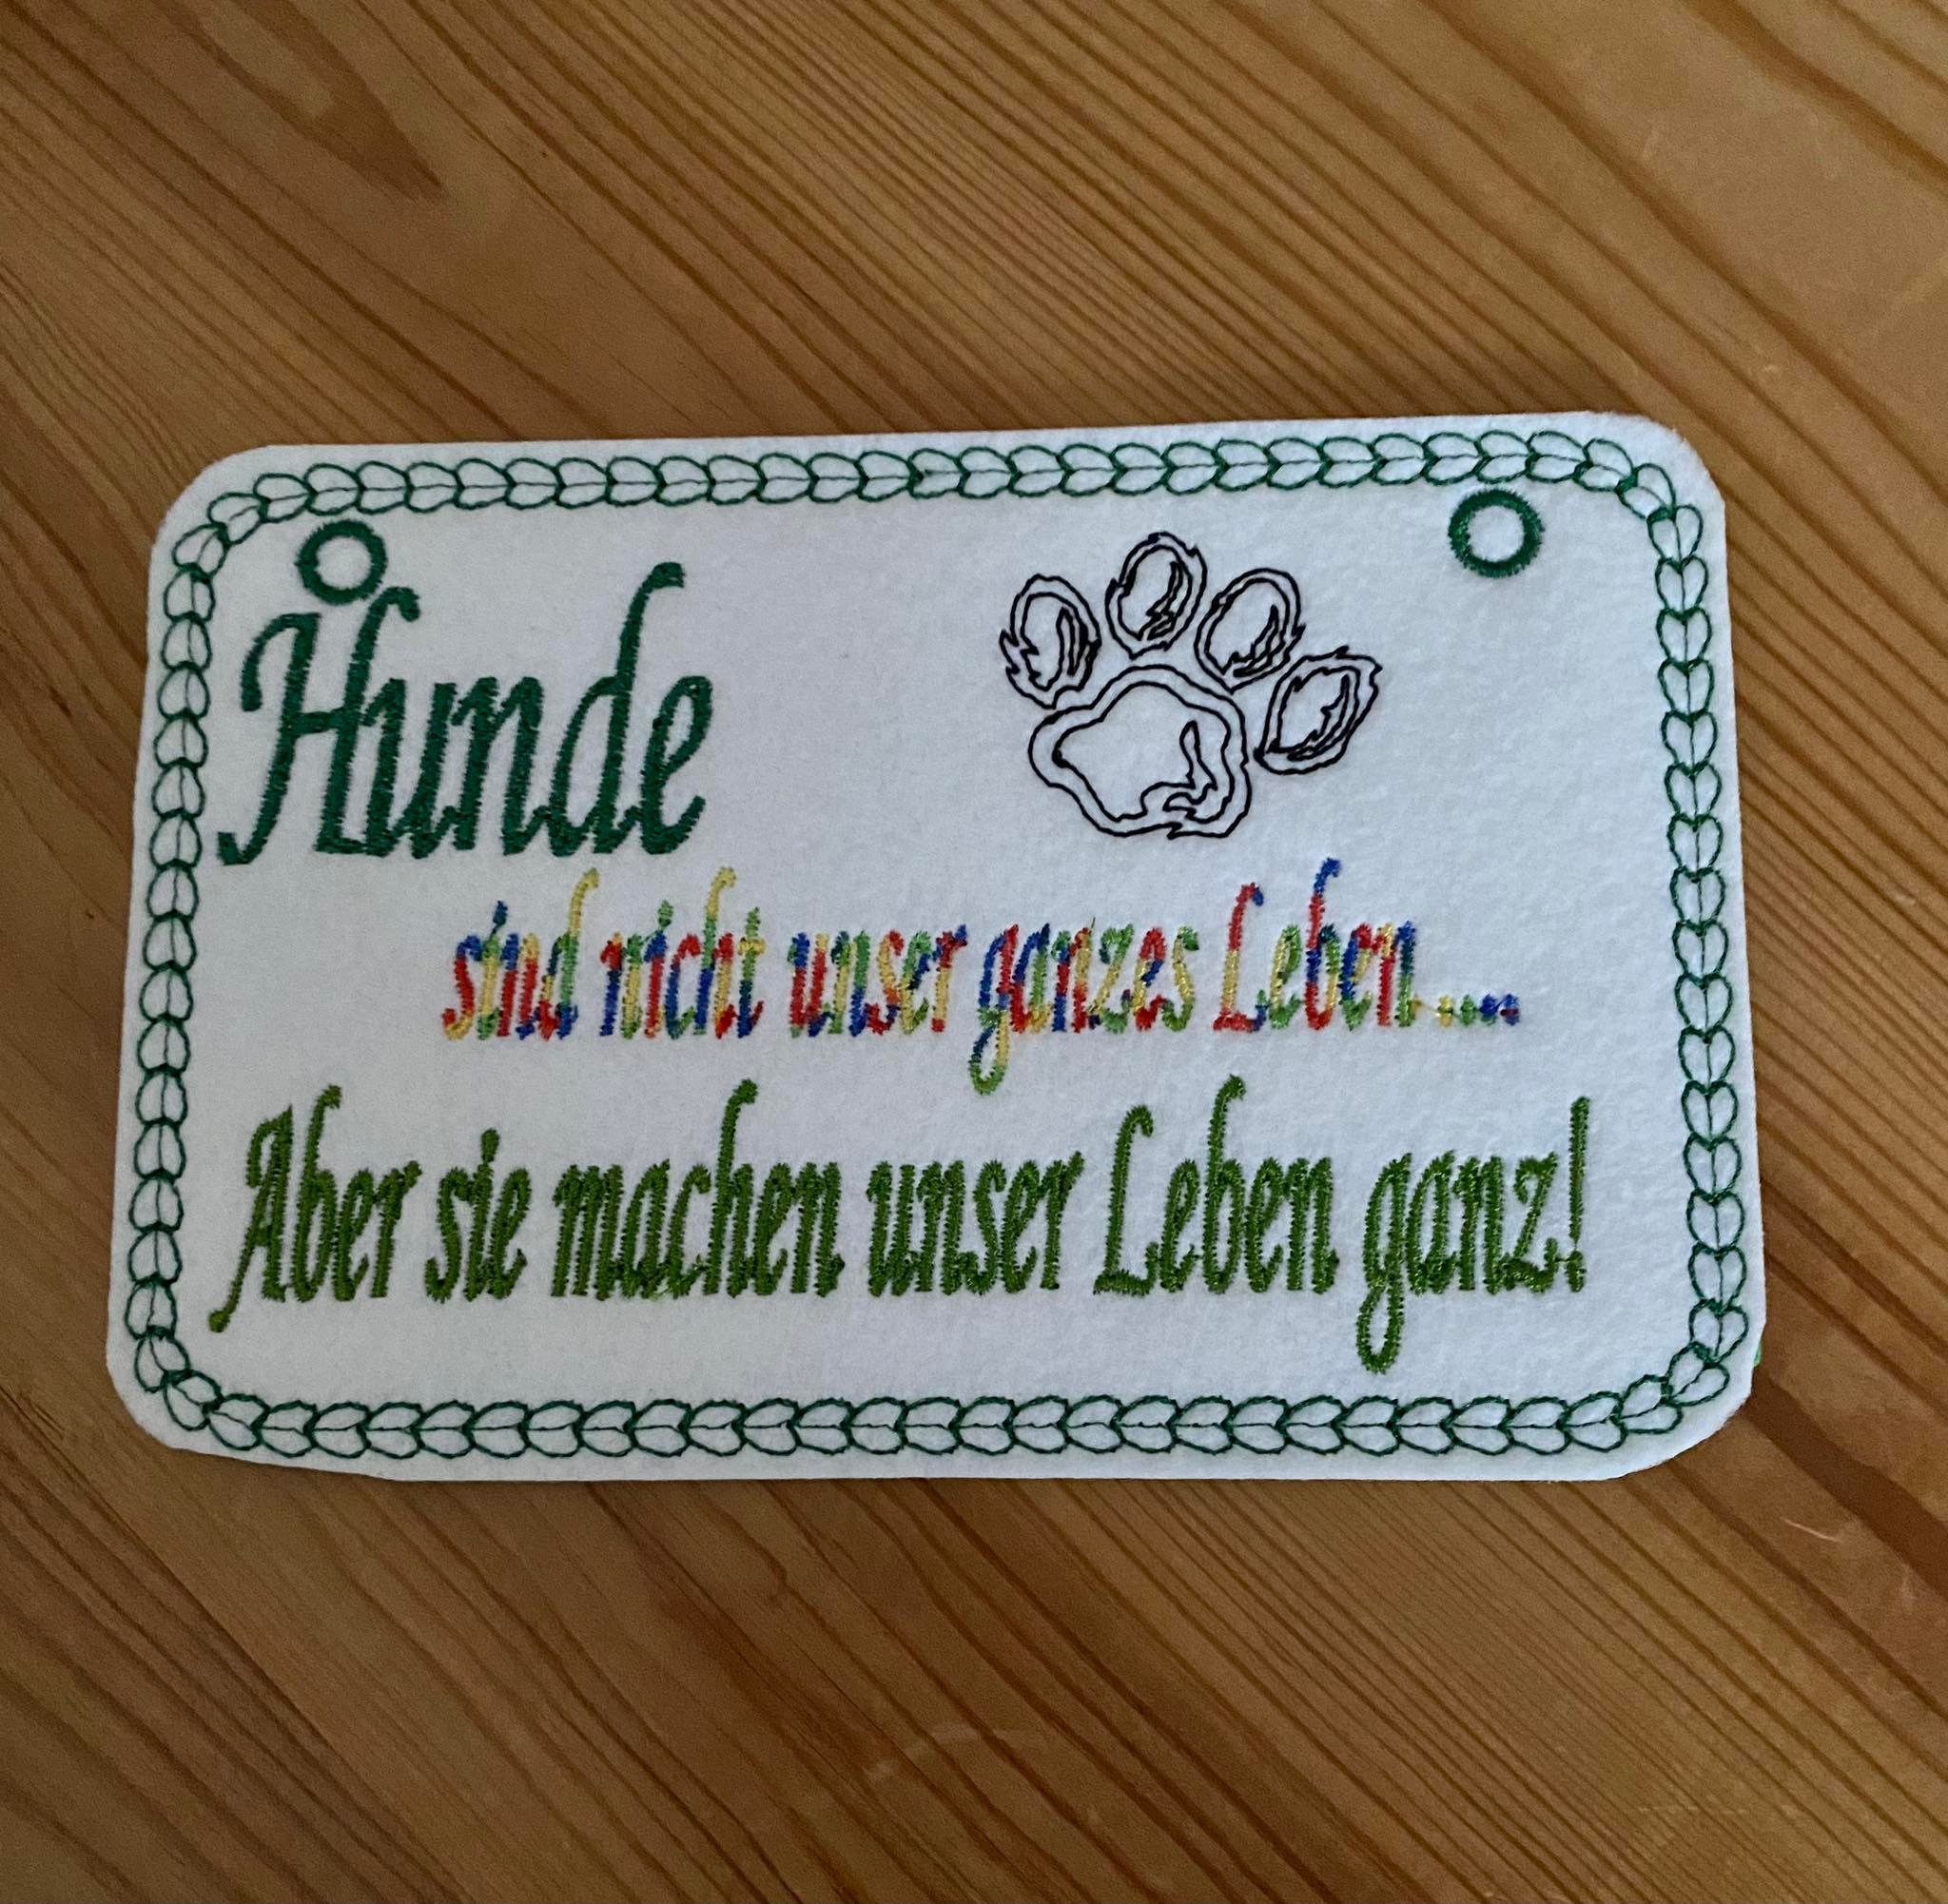 Hunde
sind nicht unser ganzes Leben....
Aber sie machen unser Leben ganz!